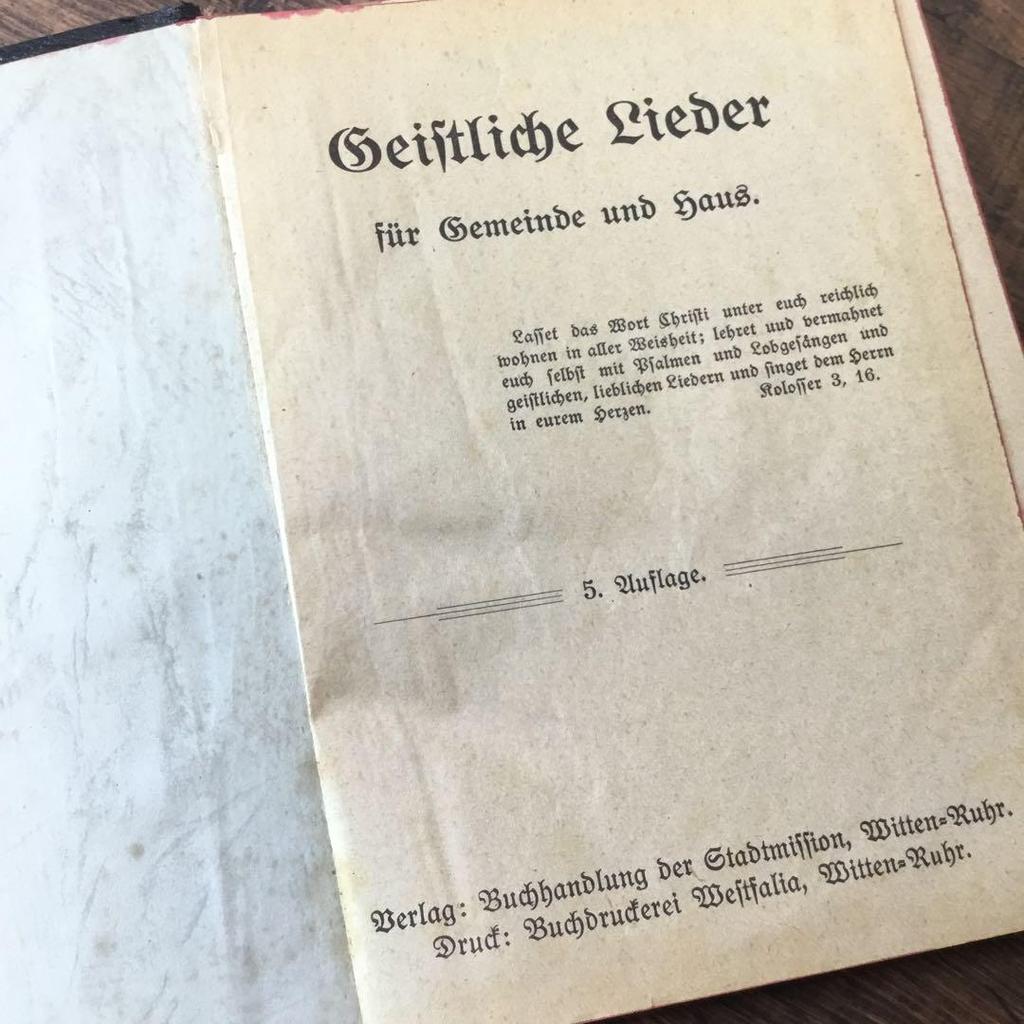 Geiſtliche Lieder
für Gemeinde und Haus.
Laſſet das Wort Chriſti unter euch reichlich
wohnen in aller Weisheit; lehret uud vermahnet
euch ſelbſt mit Pſalmen und Lobgeſängen und
geiſtlichen, lieblichen Liedern und ſinget dem Herrn
in eurem Herzen. Koloſſer 3, 16.
5. Auflage.
Verlag: Buchhandlung der Stadtmiſſion, Witten=Ruhr.
Druck: Buchdruckerei Weſtfalia, Witten=Ruhr.